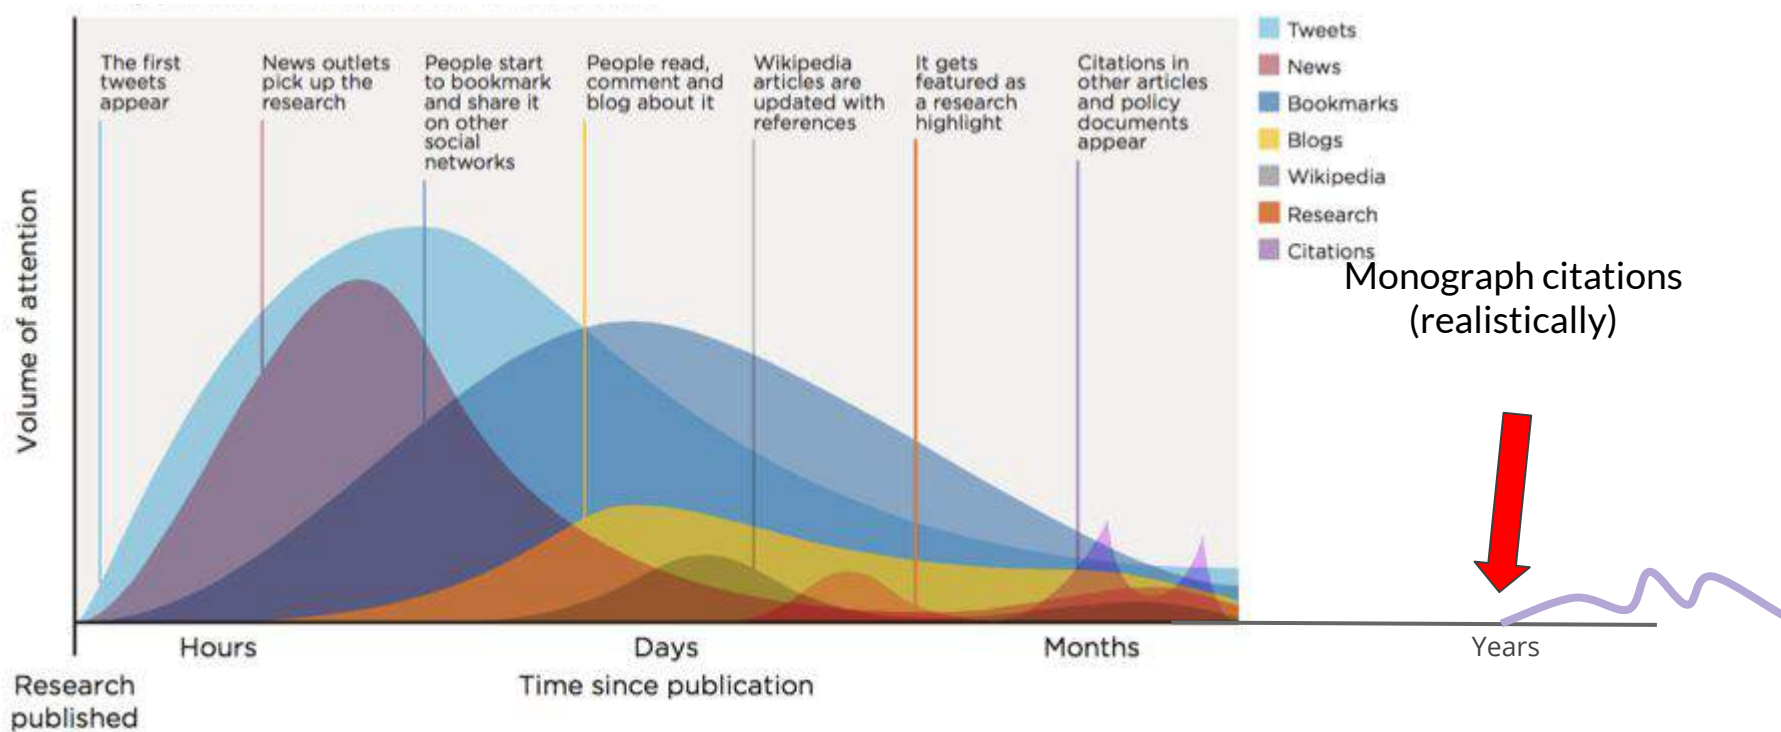 The first
tweets
appear
News outlets
pick up the
research
People start
to bookmark
and share it
on other
social
networks
People read,
comment and
blog about it
Wikipedia
articles are
updated with
references
It gets
featured as
a research
highlight
Citations in
other articles
and policy
documents
appear
Tweets
News
Bookmarks
Blogs
Wikipedia
Research
Citations
Monograph citations
(realistically)
Volume of attention
Hours
Days
Months
Years
Research
published
Time since publication